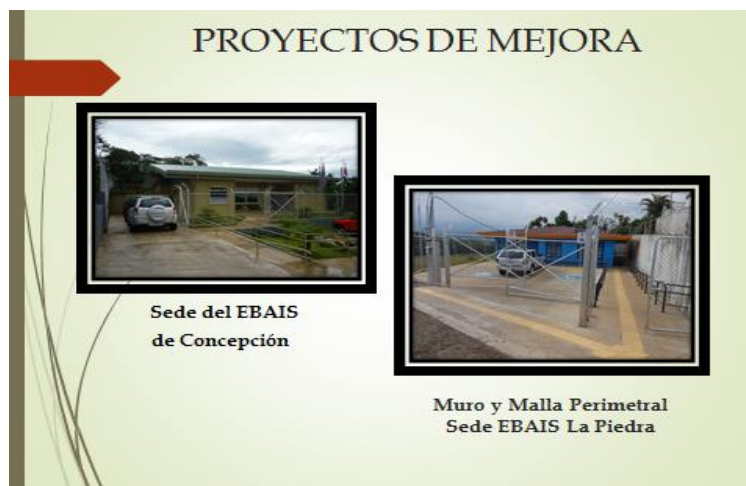 PROYECTOS DE MEJORA
Sede del EBAIS
de Concepción
Muro y Malla Perimetral
Sede EBAIS La Piedra